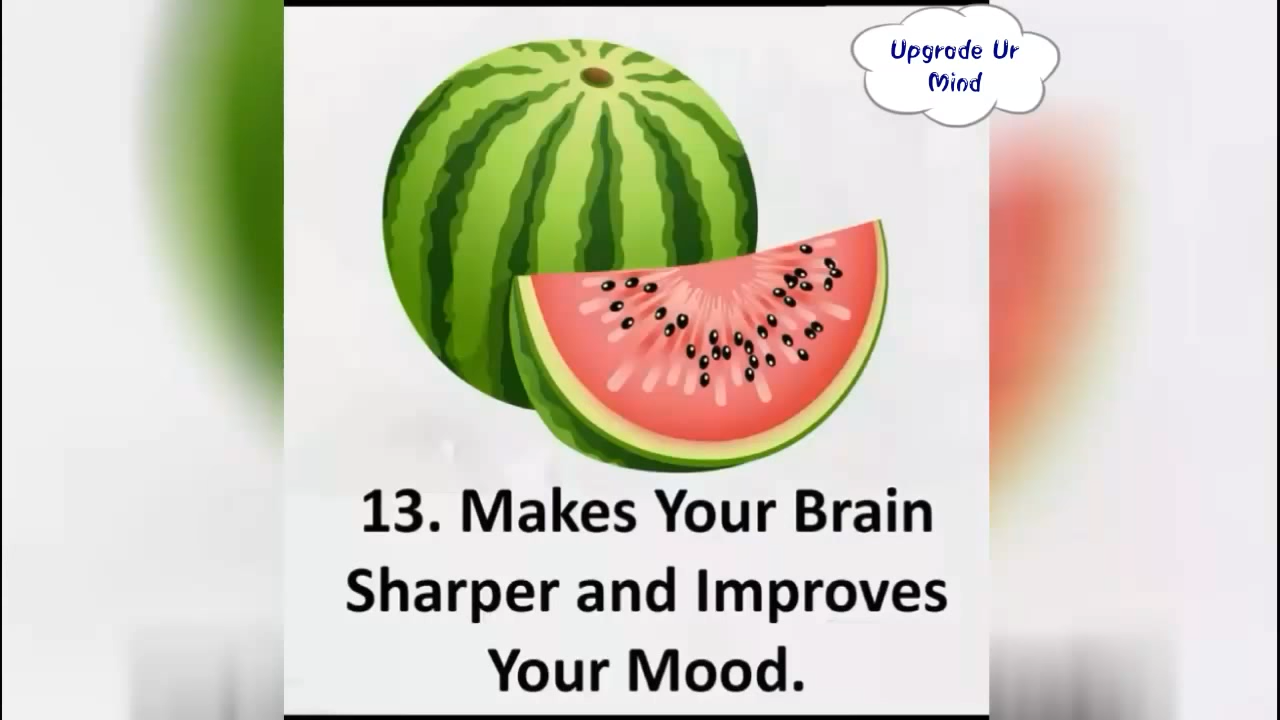 Upgrade Ur
Mind
13. Makes Your Brain
Sharper and Improves
Your Mood.